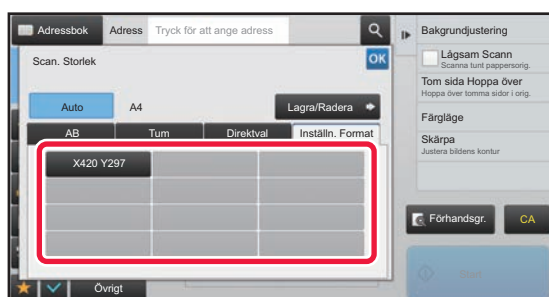 Adressbok Adress Tryck för att ange adress
Scan. Storlek OK
Auto A4 Lagra/Radera
AB Tum Direktval Inställn. Format
X420 Y297
Övrigt
Bakgrundjustering
Lågsam Scann
Scanna tunt pappersorig.
Tom sida Hoppa över
Hoppa över tomma sidor i orig.
Färgläge
Skärpa
Justera bildens kontur
Förhandsgr. CA
Start